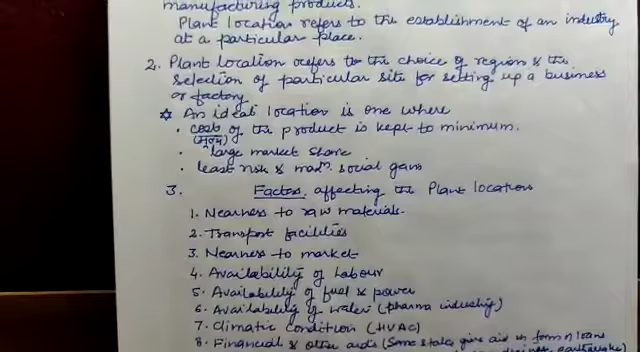 manufacturing products.
Plant location refers to the establishment of an industry
at a particular place.
2. Plant location refers to the choice of region & the
selection of particular site for setting up a business
or factory
☆ An ideal location is one where
· cost of the product is kept to minimum.
(मूल्य)
· large market share
· least risk & maxm. social gain
3. Factors affecting the Plant location
1. Nearness to raw materials.
2. Transport facilities
3. Nearness to market
4. Availability of labour
5. Availability of fuel & power
6. Availability of water (pharma industry)
7. Climatic condition (HVAC)
8. Financial & other aids (Some states give aid in form of loans
earthquake)